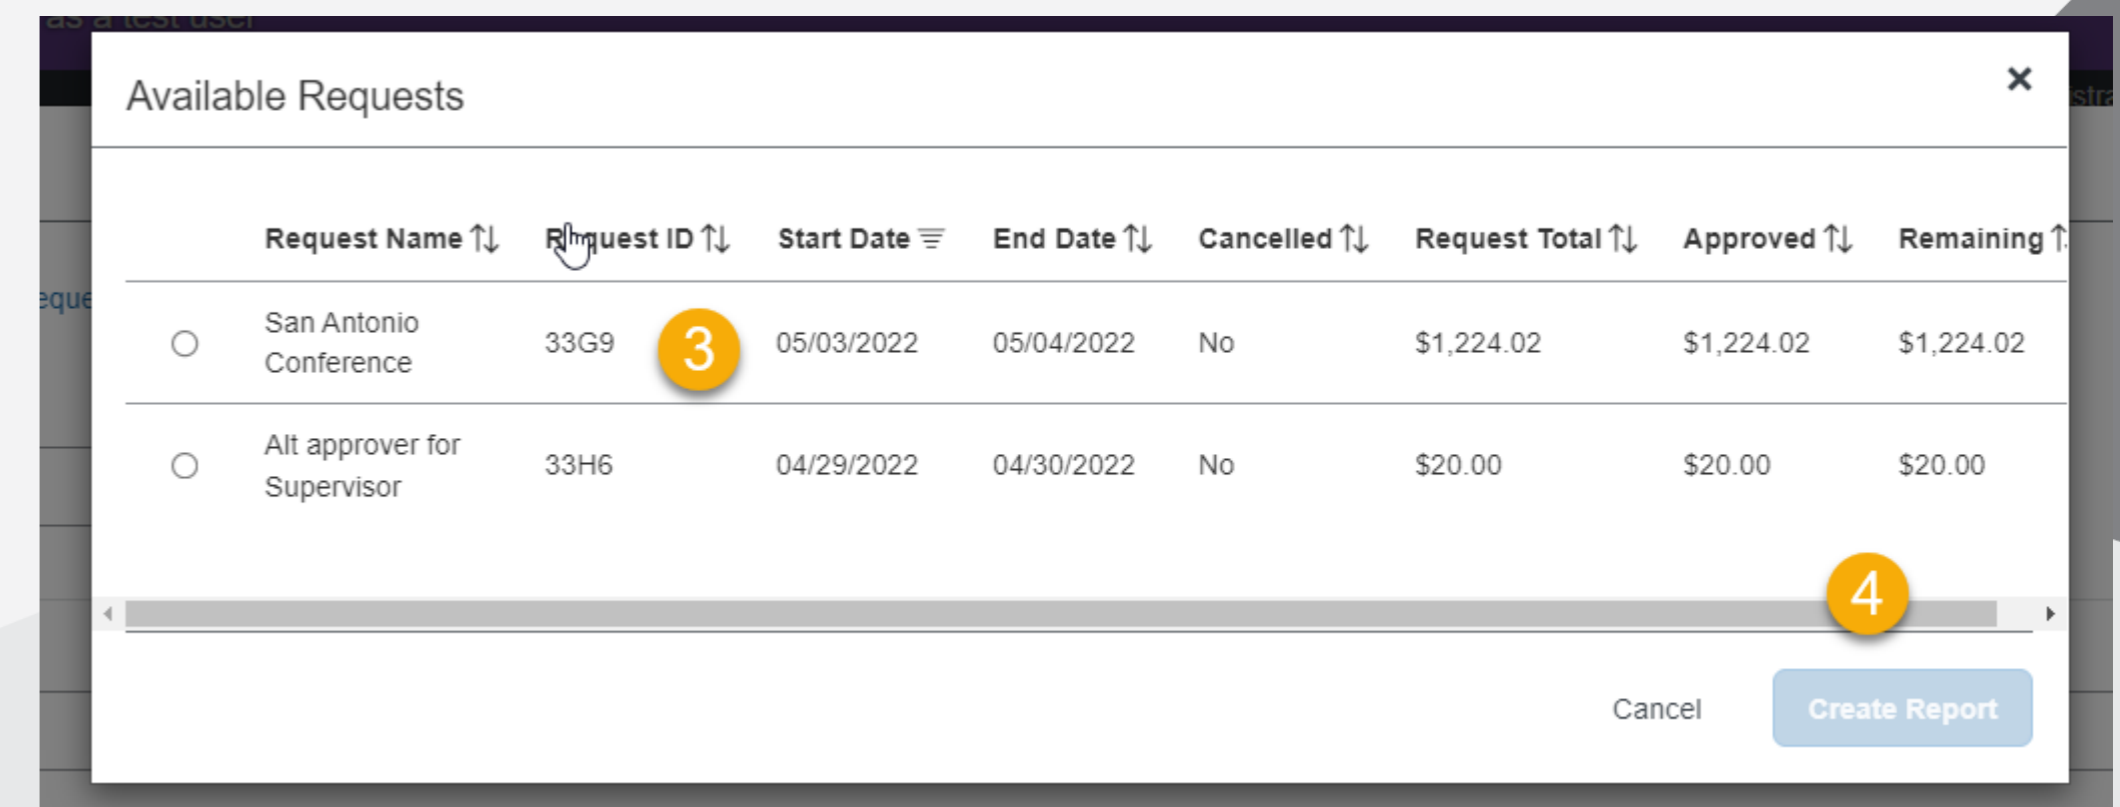 as a test user
Available Requests
Request Name Request ID Start Date End Date Cancelled Request Total Approved Remaining
San Antonio Conference 33G9 3 05/03/2022 05/04/2022 No $1,224.02 $1,224.02 $1,224.02
Alt approver for Supervisor 33H6 04/29/2022 04/30/2022 No $20.00 $20.00 $20.00
4
Cancel Create Report